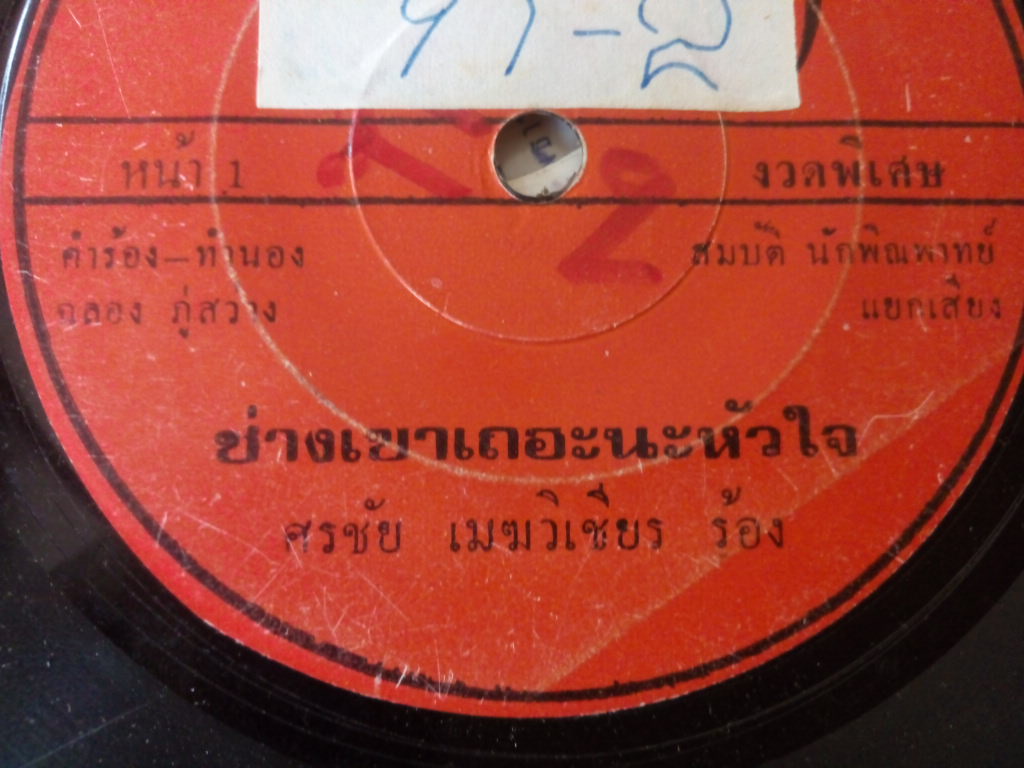 หน้า 1 งวดพิเศษ
คำร้อง-ทำนอง สมบัติ นักพิณพาทย์
ฉลอง ภู่สว่าง แยกเสียง
ช่างเขาเถอะนะหัวใจ
ศรชัย เมฆวิเชียร ร้อง